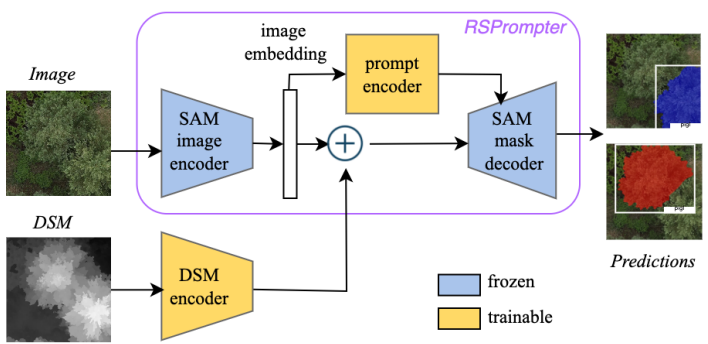 RSPrompter
image
embedding
Image
prompt
encoder
SAM
image
encoder
SAM
mask
decoder
DSM
DSM
encoder
Predictions
frozen
trainable